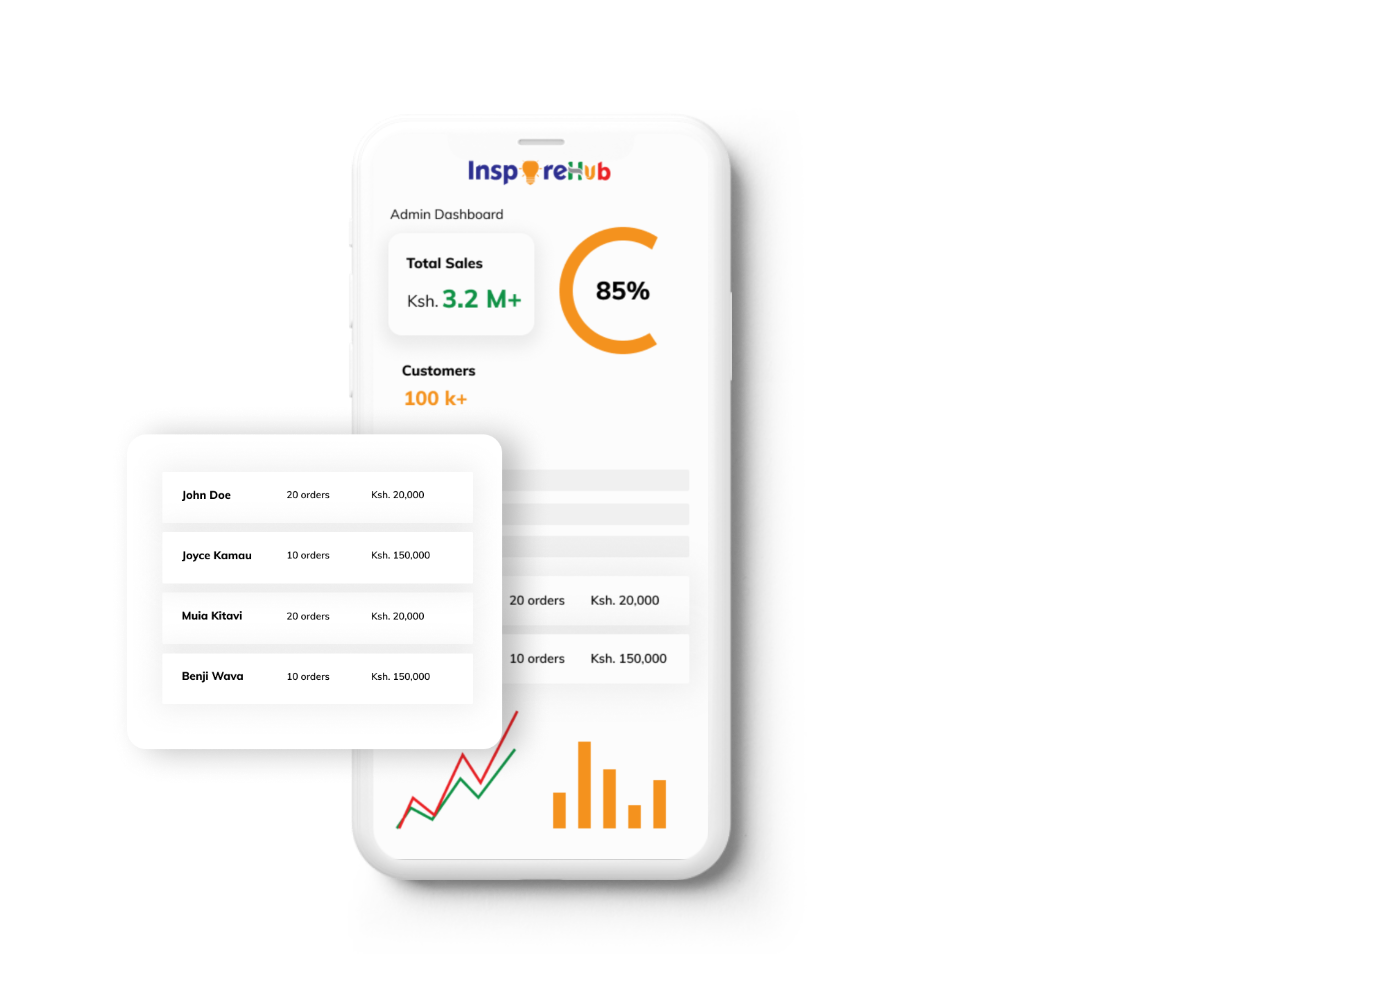 InspireHub
Admin Dashboard
Total Sales
Ksh. 3.2 M+
85%
Customers
100 k+
John Doe 20 orders Ksh. 20,000
Joyce Kamau 10 orders Ksh. 150,000
Muia Kitavi 20 orders Ksh. 20,000
Benji Wava 10 orders Ksh. 150,000
20 orders Ksh. 20,000
10 orders Ksh. 150,000